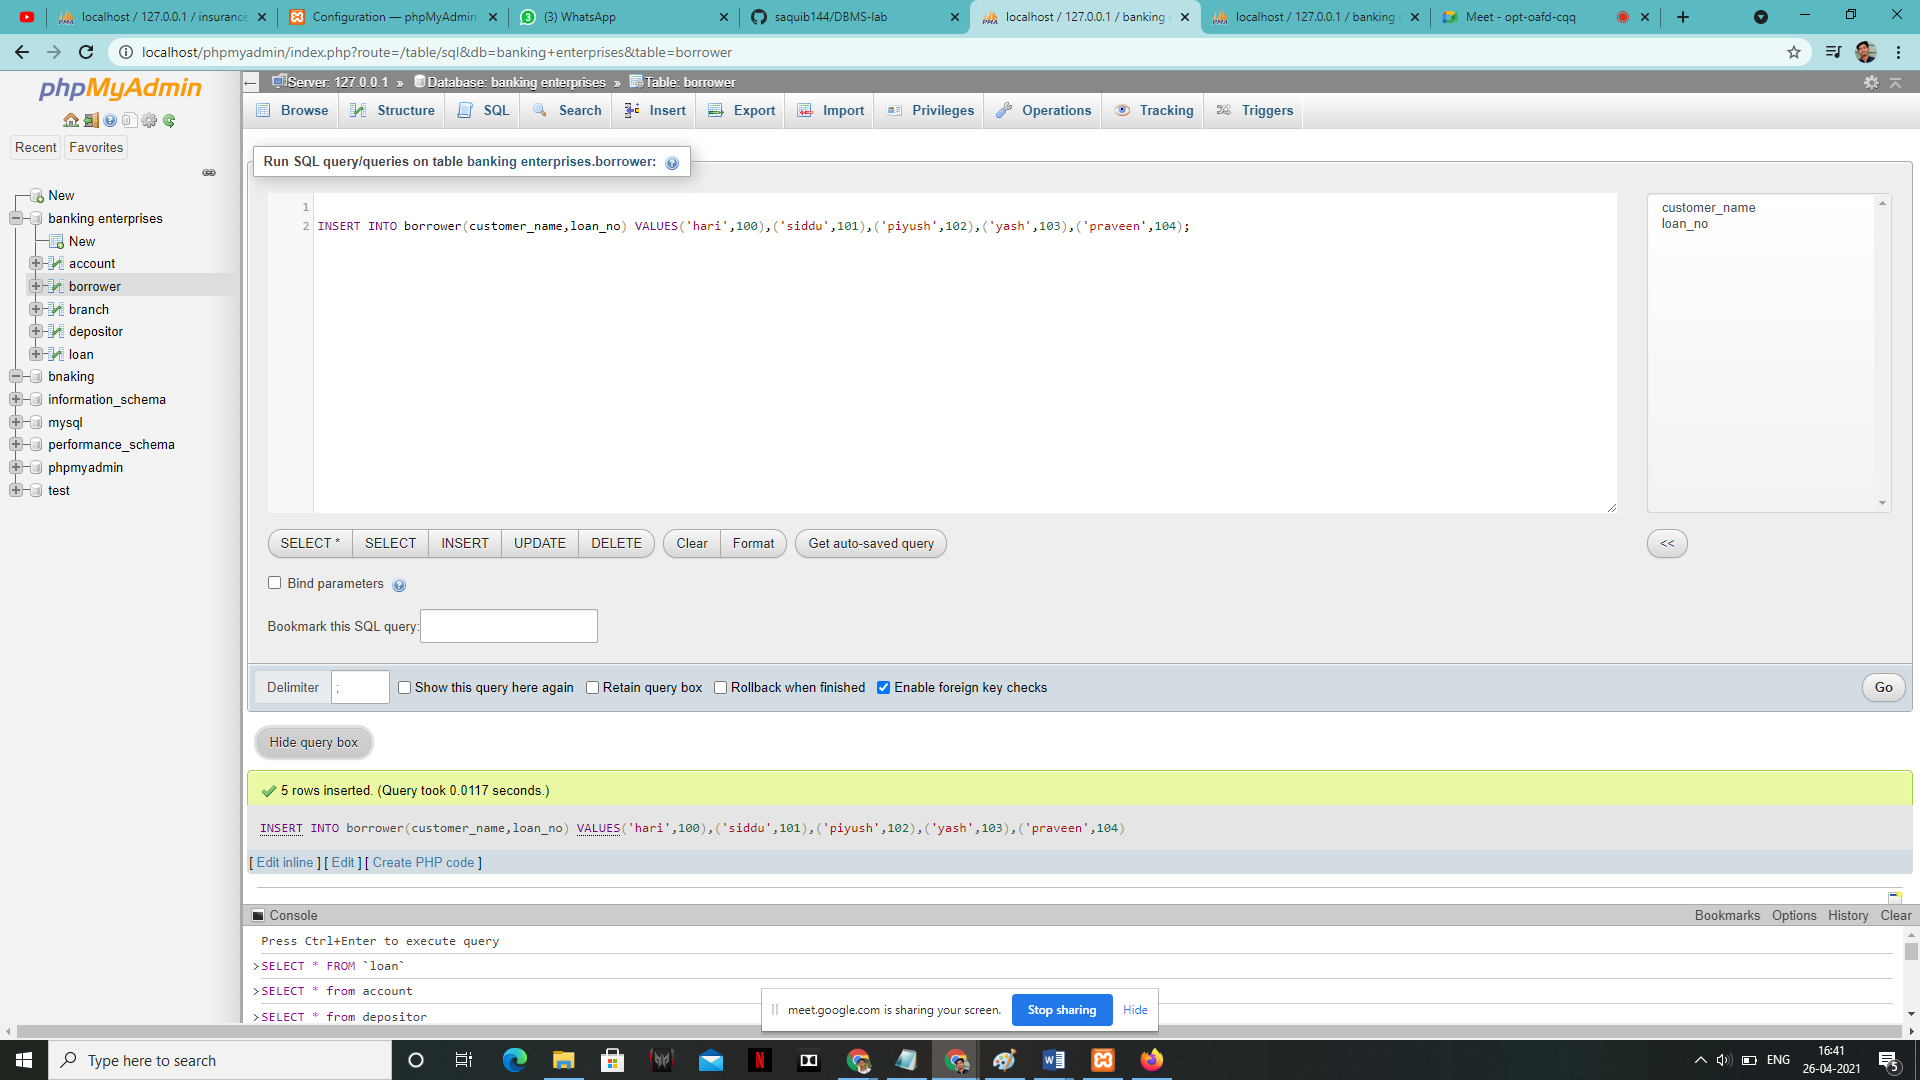 localhost / 127.0.0.1 / insurance
Configuration — phpMyAdmin
(3) WhatsApp
saquib144/DBMS-lab
localhost / 127.0.0.1 / banking e
localhost / 127.0.0.1 / banking e
Meet - opt-oafd-cqq
localhost/phpmyadmin/index.php?route=/table/sql&db=banking+enterprises&table=borrower
phpMyAdmin
Recent
Favorites
New
banking enterprises
New
account
borrower
branch
depositor
loan
bnaking
information_schema
mysql
performance_schema
phpmyadmin
test
Server: 127.0.0.1 » Database: banking enterprises » Table: borrower
Browse
Structure
SQL
Search
Insert
Export
Import
Privileges
Operations
Tracking
Triggers
Run SQL query/queries on table banking enterprises.borrower:
1
2 INSERT INTO borrower(customer_name,loan_no) VALUES('hari',100),('siddu',101),('piyush',102),('yash',103),('praveen',104);
customer_name
loan_no
SELECT *
SELECT
INSERT
UPDATE
DELETE
Clear
Format
Get auto-saved query
<<
Bind parameters
Bookmark this SQL query:
Delimiter
;
Show this query here again
Retain query box
Rollback when finished
Enable foreign key checks
Go
Hide query box
5 rows inserted. (Query took 0.0117 seconds.)
INSERT INTO borrower(customer_name,loan_no) VALUES('hari',100),('siddu',101),('piyush',102),('yash',103),('praveen',104)
[ Edit inline ] [ Edit ] [ Create PHP code ]
Console
Bookmarks
Options
History
Clear
Press Ctrl+Enter to execute query
>SELECT * FROM `loan`
>SELECT * from account
>SELECT * from depositor
meet.google.com is sharing your screen.
Stop sharing
Hide
Type here to search
ENG
16:41
26-04-2021
5